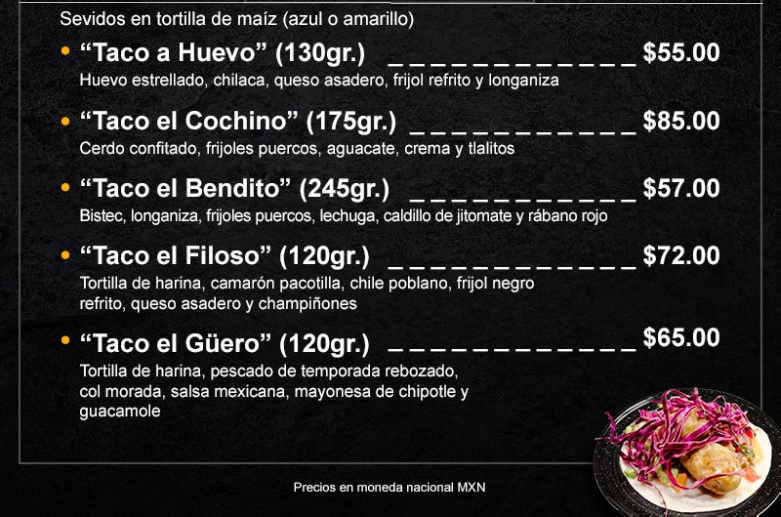 Sevidos en tortilla de maíz (azul o amarillo)
• “Taco a Huevo” (130gr.) _ _ _ _ _ _ _ _ _ _ _ _ $55.00
Huevo estrellado, chilaca, queso asadero, frijol refrito y longaniza
• “Taco el Cochino” (175gr.) _ _ _ _ _ _ _ _ _ _ _ $85.00
Cerdo confitado, frijoles puercos, aguacate, crema y tlalitos
• “Taco el Bendito” (245gr.) _ _ _ _ _ _ _ _ _ _ _ $57.00
Bistec, longaniza, frijoles puercos, lechuga, caldillo de jitomate y rábano rojo
• “Taco el Filoso” (120gr.) _ _ _ _ _ _ _ _ _ _ _ _ $72.00
Tortilla de harina, camarón pacotilla, chile poblano, frijol negro
refrito, queso asadero y champiñones
• “Taco el Güero” (120gr.) _ _ _ _ _ _ _ _ _ _ _ _ $65.00
Tortilla de harina, pescado de temporada rebozado,
col morada, salsa mexicana, mayonesa de chipotle y
guacamole
Precios en moneda nacional MXN